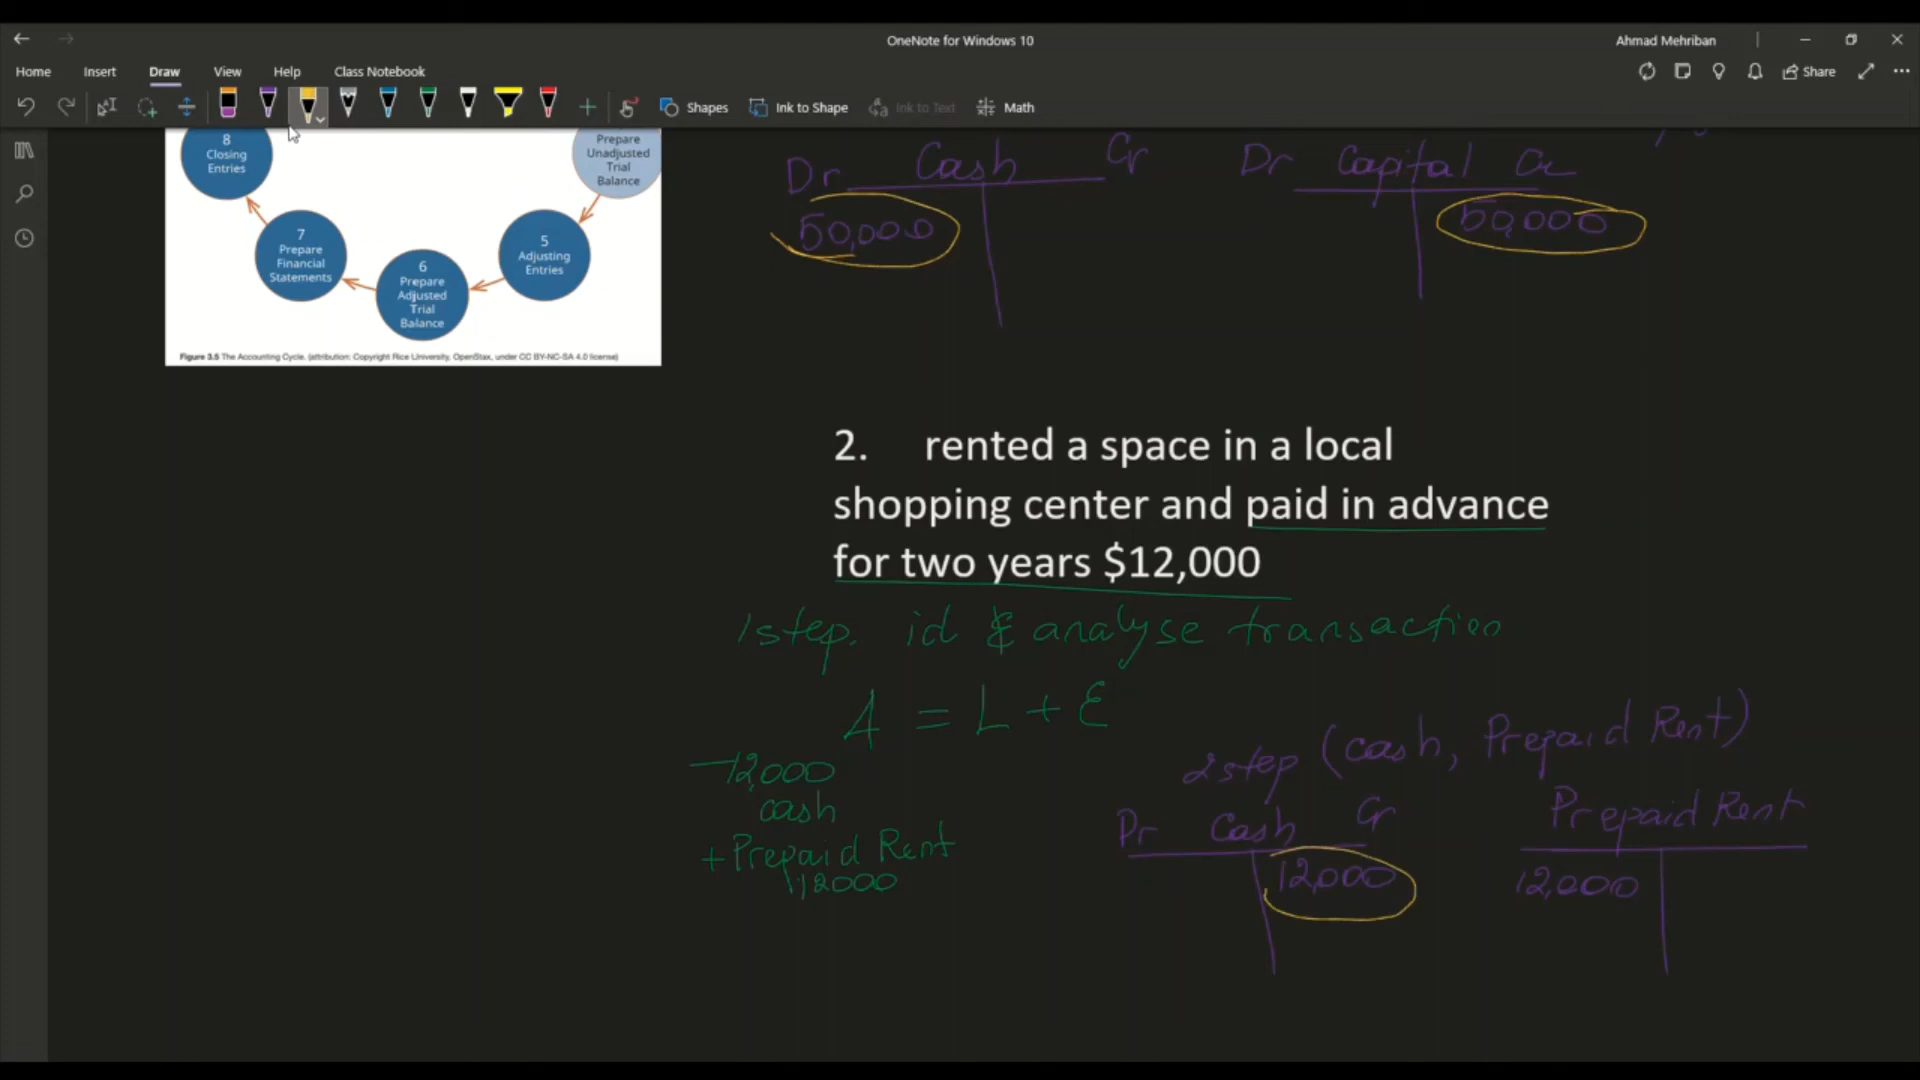 OneNote for Windows 10
Ahmad Mehriban
Home Insert Draw View Help Class Notebook
Share
Shapes Ink to Shape Ink to Text Math
8
Closing
Entries
Prepare
Unadjusted
Trial
Balance
7
Prepare
Financial
Statements
6
Prepare
Adjusted
Trial
Balance
5
Adjusting
Entries
Figure 3.5 The Accounting Cycle. (attribution: Copyright Rice University, OpenStax, under CC BY-NC-SA 4.0 license)
Dr Cash Cr
50,000
Dr Capital Cr
50,000
2. rented a space in a local
shopping center and paid in advance
for two years $12,000
1step. id & analyse transaction
A = L + E
-12,000
cash
+ Prepaid Rent
12000
2step (cash, Prepaid Rent)
Dr Cash Cr
12,000
Prepaid Rent
12,000